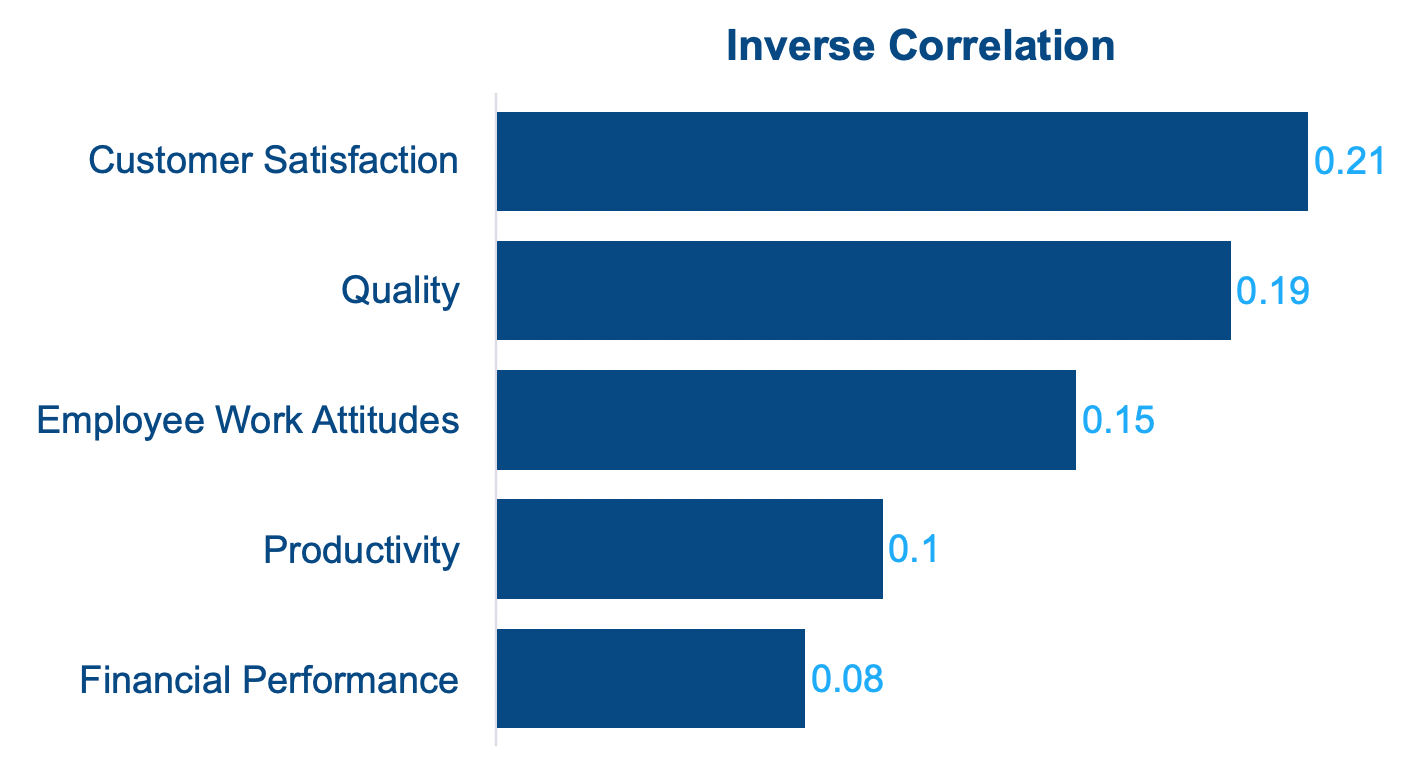 Inverse Correlation
Customer Satisfaction 0.21
Quality 0.19
Employee Work Attitudes 0.15
Productivity 0.1
Financial Performance 0.08